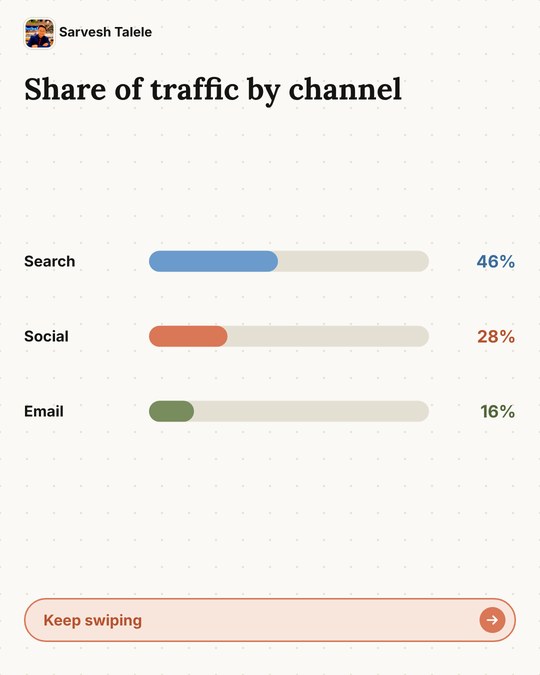 Sarvesh Talele
Share of traffic by channel
Search 46%
Social 28%
Email 16%
Keep swiping